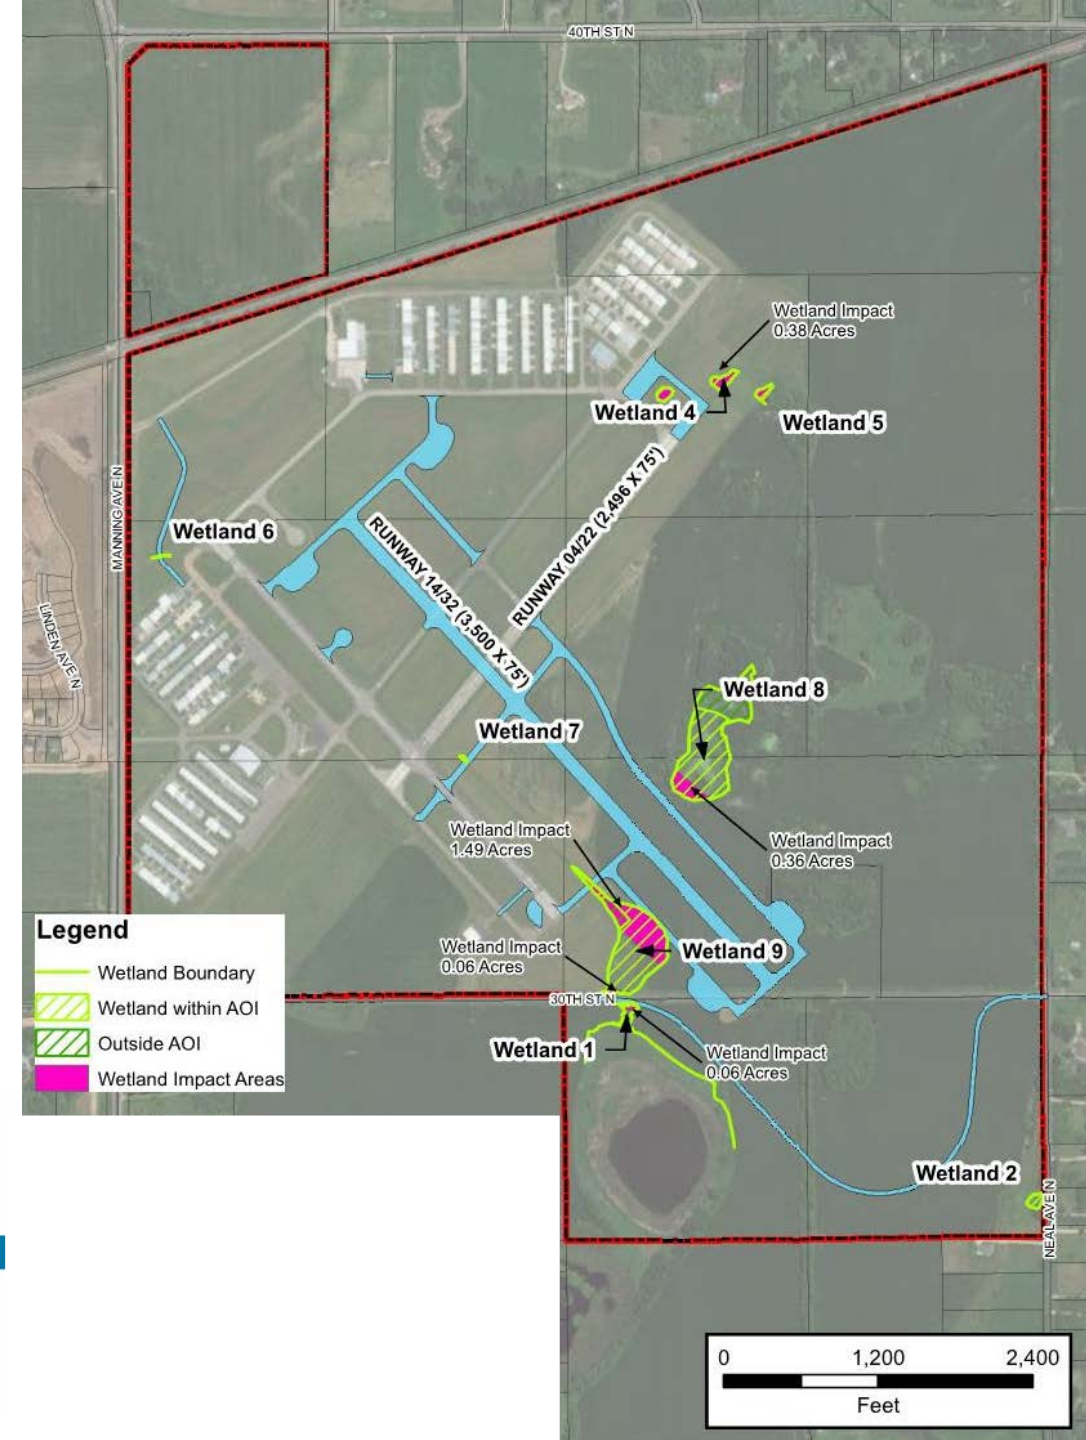 40TH ST N
Wetland Impact
0.38 Acres
Wetland 4
Wetland 5
MANNING AVE N
Wetland 6
RUNWAY 14/32 (3,500 X 75')
RUNWAY 04/22 (2,496 X 75')
LINDEN AVE N
Wetland 8
Wetland 7
Wetland Impact
1.49 Acres
Wetland Impact
0.36 Acres
Legend
Wetland Boundary
Wetland within AOI
Outside AOI
Wetland Impact Areas
Wetland Impact
0.06 Acres
Wetland 9
30TH ST N
Wetland 1
Wetland Impact
0.06 Acres
Wetland 2
NEAL AVE N
0 1,200 2,400
Feet